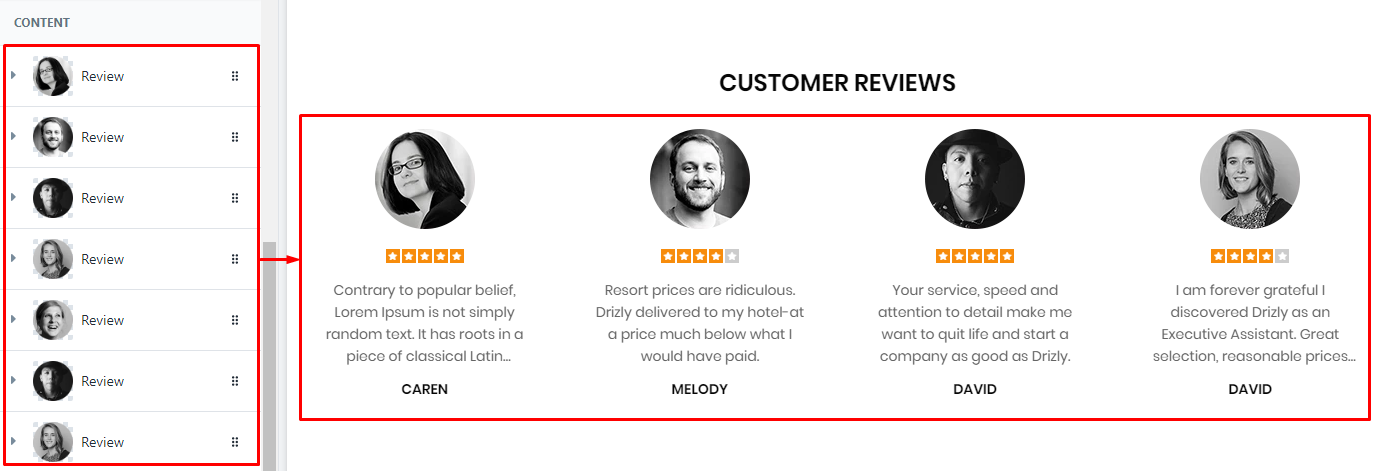 CONTENT
Review
Review
Review
Review
Review
Review
Review
CUSTOMER REVIEWS
Contrary to popular belief,
Lorem Ipsum is not simply
random text. It has roots in a
piece of classical Latin...
CAREN
Resort prices are ridiculous.
Drizly delivered to my hotel-at
a price much below what I
would have paid.
MELODY
Your service, speed and
attention to detail make me
want to quit life and start a
company as good as Drizly.
DAVID
I am forever grateful I
discovered Drizly as an
Executive Assistant. Great
selection, reasonable prices...
DAVID